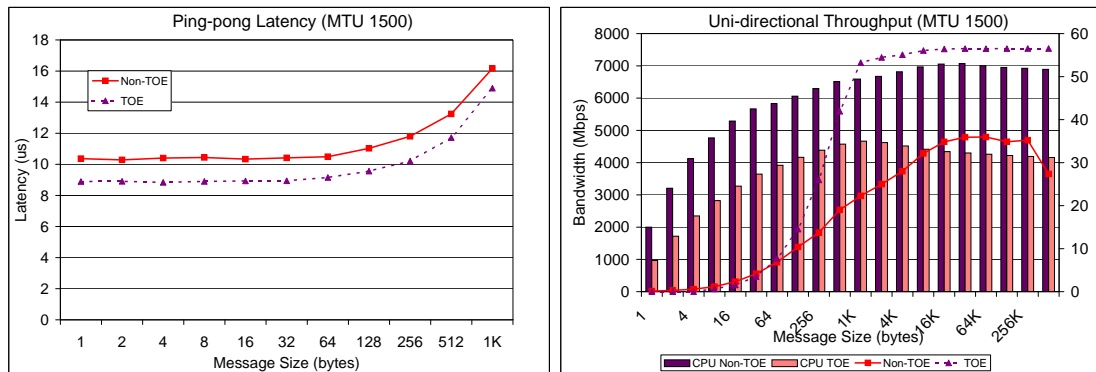 Ping-pong Latency (MTU 1500)
18
16
14
12
10
8
6
4
2
0
Latency (us)
Non-TOE
TOE
1 2 4 8 16 32 64 128 256 512 1K
Message Size (bytes)
Uni-directional Throughput (MTU 1500)
8000
7000
6000
5000
4000
3000
2000
1000
0
Bandwidth (Mbps)
60
50
40
30
20
10
0
1 4 16 64 256 1K 4K 16K 64K 256K
Message Size (bytes)
CPU Non-TOE CPU TOE Non-TOE TOE